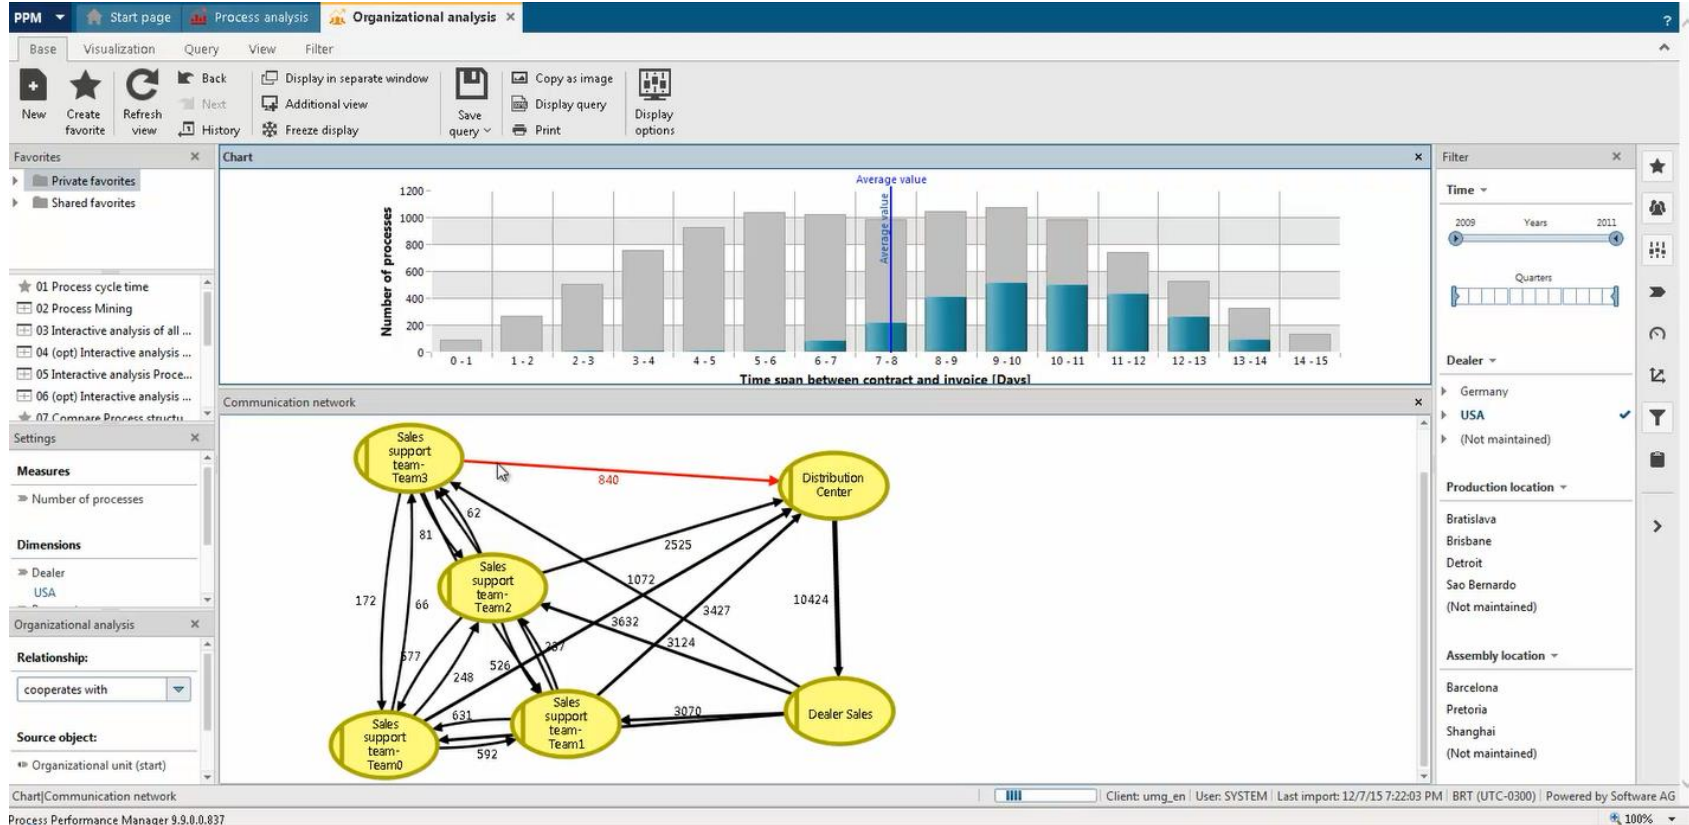 PPM Start page Process analysis Organizational analysis ?
Base Visualization Query View Filter
New
Create
favorite
Refresh
view
Back
Next
History
Display in separate window
Additional view
Freeze display
Save
query
Copy as image
Display query
Print
Display
options
Favorites
Private favorites
Shared favorites
01 Process cycle time
02 Process Mining
03 Interactive analysis of all ...
04 (opt) Interactive analysis ...
05 Interactive analysis Proce...
06 (opt) Interactive analysis ...
07 Compare Process structu
Settings
Measures
Number of processes
Dimensions
Dealer
USA
Organizational analysis
Relationship:
cooperates with
Source object:
Organizational unit (start)
Chart
Average value
Average value
Number of processes
1200
1000
800
600
400
200
0
0 - 1 1 - 2 2 - 3 3 - 4 4 - 5 5 - 6 6 - 7 7 - 8 8 - 9 9 - 10 10 - 11 11 - 12 12 - 13 13 - 14 14 - 15
Time span between contract and invoice [Days]
Communication network
Sales
support
team-
Team3
Distribution
Center
840
62
81
2525
Sales
support
team-
Team2
1072
172
66
3427
10424
3632
3124
577
526
248
Sales
support
team-
Team1
3070
Dealer Sales
631
Sales
support
team-
Team0
592
Filter
Time
2009 Years 2011
Quarters
Dealer
Germany
USA
(Not maintained)
Production location
Bratislava
Brisbane
Detroit
Sao Bernardo
(Not maintained)
Assembly location
Barcelona
Pretoria
Shanghai
(Not maintained)
Chart|Communication network
Client: umg_en User: SYSTEM Last import: 12/7/15 7:22:03 PM BRT (UTC-0300) Powered by Software AG
Process Performance Manager 9.9.0.0.837
100%